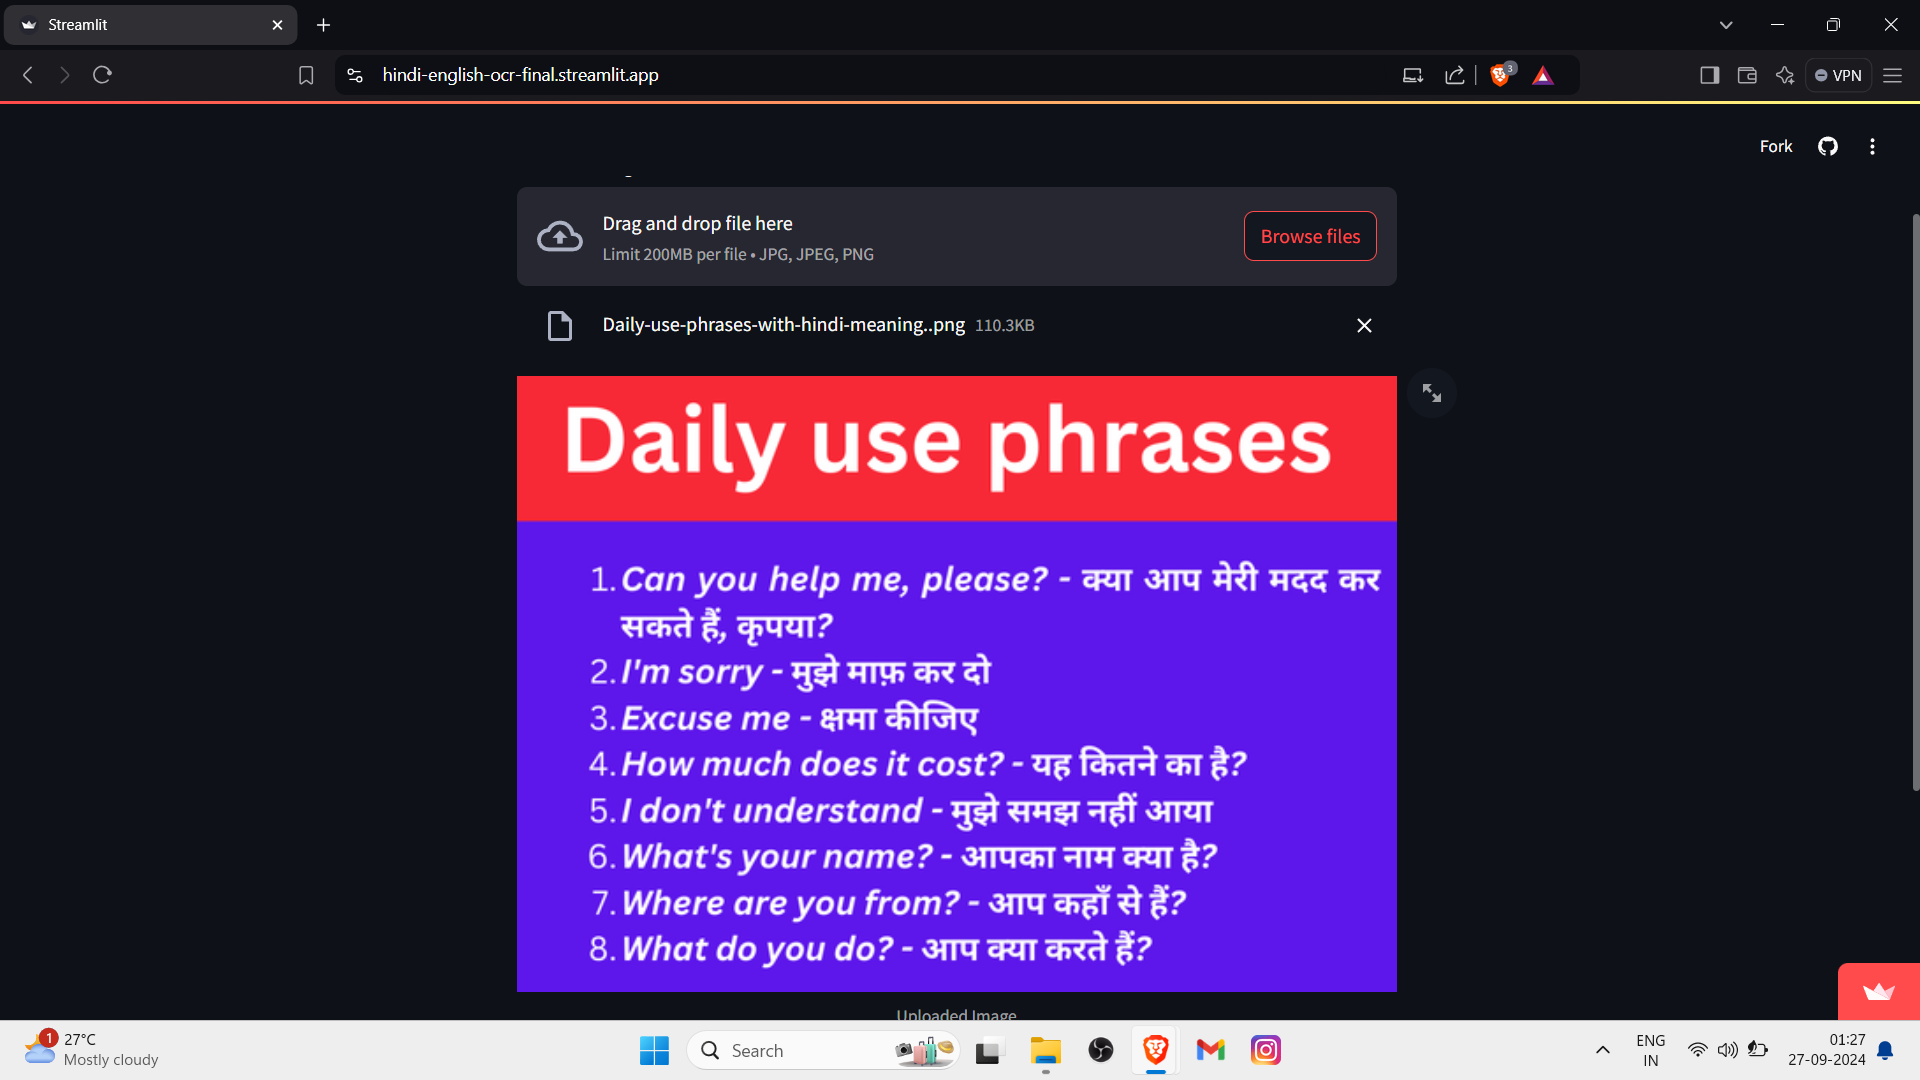 Streamlit
hindi-english-ocr-final.streamlit.app
3
VPN
Fork
Drag and drop file here
Limit 200MB per file • JPG, JPEG, PNG
Browse files
Daily-use-phrases-with-hindi-meaning..png 110.3KB
Daily use phrases
1. Can you help me, please? - क्या आप मेरी मदद कर
सकते हैं, कृपया?
2. I'm sorry - मुझे माफ़ कर दो
3. Excuse me - क्षमा कीजिए
4. How much does it cost? - यह कितने का है?
5. I don't understand - मुझे समझ नहीं आया
6. What's your name? - आपका नाम क्या है?
7. Where are you from? - आप कहाँ से हैं?
8. What do you do? - आप क्या करते हैं?
Uploaded Image
1
27°C
Mostly cloudy
Search
ENG
IN
01:27
27-09-2024